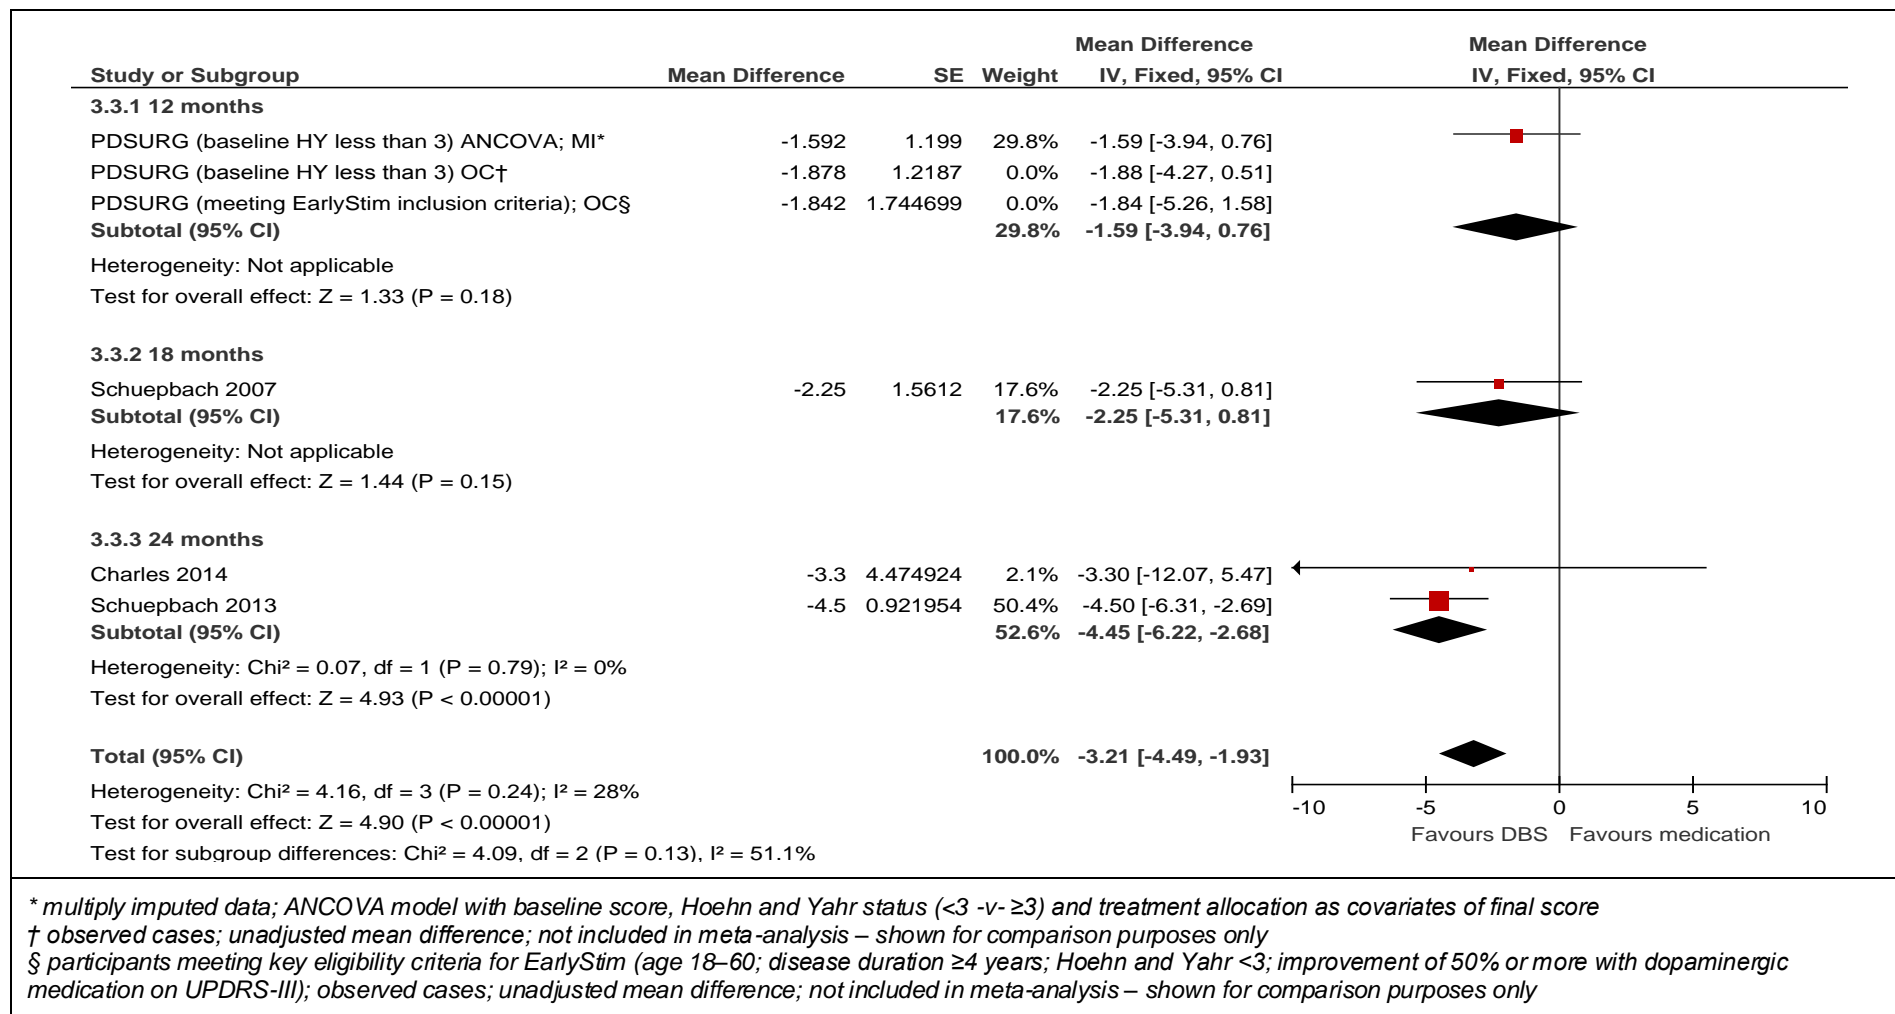 Mean Difference Mean Difference
Study or Subgroup Mean Difference SE Weight IV, Fixed, 95% CI IV, Fixed, 95% CI
3.3.1 12 months
PDSURG (baseline HY less than 3) ANCOVA; MI* -1.592 1.199 29.8% -1.59 [-3.94, 0.76]
PDSURG (baseline HY less than 3) OC† -1.878 1.2187 0.0% -1.88 [-4.27, 0.51]
PDSURG (meeting EarlyStim inclusion criteria); OC§ -1.842 1.744699 0.0% -1.84 [-5.26, 1.58]
Subtotal (95% CI) 29.8% -1.59 [-3.94, 0.76]
Heterogeneity: Not applicable
Test for overall effect: Z = 1.33 (P = 0.18)
3.3.2 18 months
Schuepbach 2007 -2.25 1.5612 17.6% -2.25 [-5.31, 0.81]
Subtotal (95% CI) 17.6% -2.25 [-5.31, 0.81]
Heterogeneity: Not applicable
Test for overall effect: Z = 1.44 (P = 0.15)
3.3.3 24 months
Charles 2014 -3.3 4.474924 2.1% -3.30 [-12.07, 5.47]
Schuepbach 2013 -4.5 0.921954 50.4% -4.50 [-6.31, -2.69]
Subtotal (95% CI) 52.6% -4.45 [-6.22, -2.68]
Heterogeneity: Chi² = 0.07, df = 1 (P = 0.79); I² = 0%
Test for overall effect: Z = 4.93 (P < 0.00001)
Total (95% CI) 100.0% -3.21 [-4.49, -1.93]
Heterogeneity: Chi² = 4.16, df = 3 (P = 0.24); I² = 28%
Test for overall effect: Z = 4.90 (P < 0.00001)
Test for subgroup differences: Chi² = 4.09, df = 2 (P = 0.13), I² = 51.1%
-10 -5 0 5 10
Favours DBS Favours medication
* multiply imputed data; ANCOVA model with baseline score, Hoehn and Yahr status (<3 -v- ≥3) and treatment allocation as covariates of final score
† observed cases; unadjusted mean difference; not included in meta-analysis – shown for comparison purposes only
§ participants meeting key eligibility criteria for EarlyStim (age 18–60; disease duration ≥4 years; Hoehn and Yahr <3; improvement of 50% or more with dopaminergic
medication on UPDRS-III); observed cases; unadjusted mean difference; not included in meta-analysis – shown for comparison purposes only